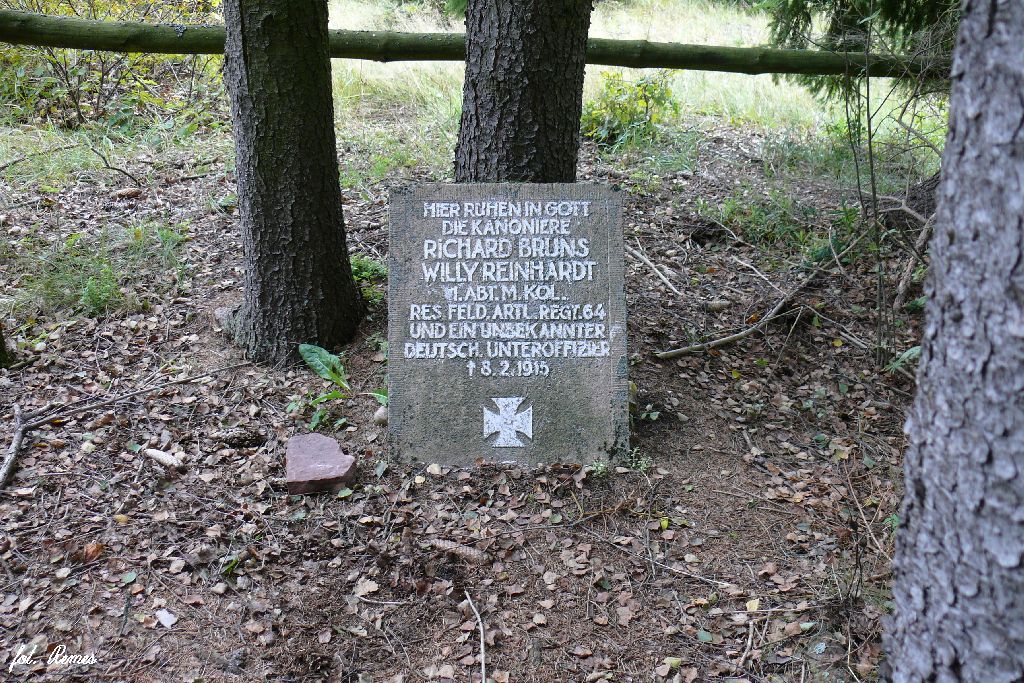 HIER RUHEN IN GOTT
DIE KANONIERE
RICHARD BRUNS
WILLY REINHARDT
1. ABT. M. KOL.
RES. FELD. ARTL. REGT. 64
UND EIN UNBEKANNTER
DEUTSCH. UNTEROFFIZIER
† 8.2.1915
fot. Remes